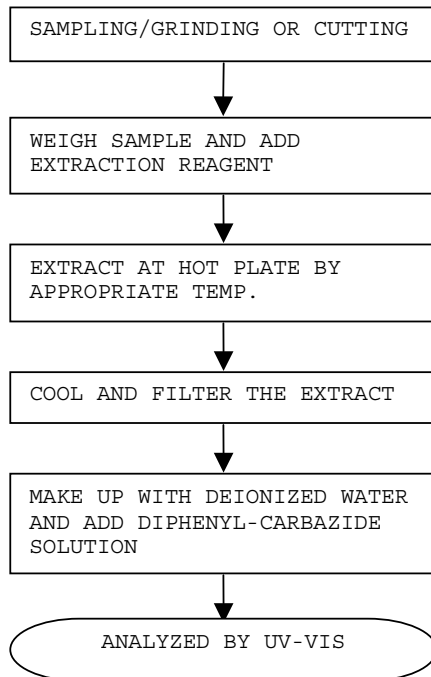 SAMPLING/GRINDING OR CUTTING
WEIGH SAMPLE AND ADD
EXTRACTION REAGENT
EXTRACT AT HOT PLATE BY
APPROPRIATE TEMP.
COOL AND FILTER THE EXTRACT
MAKE UP WITH DEIONIZED WATER
AND ADD DIPHENYL-CARBAZIDE
SOLUTION
ANALYZED BY UV-VIS